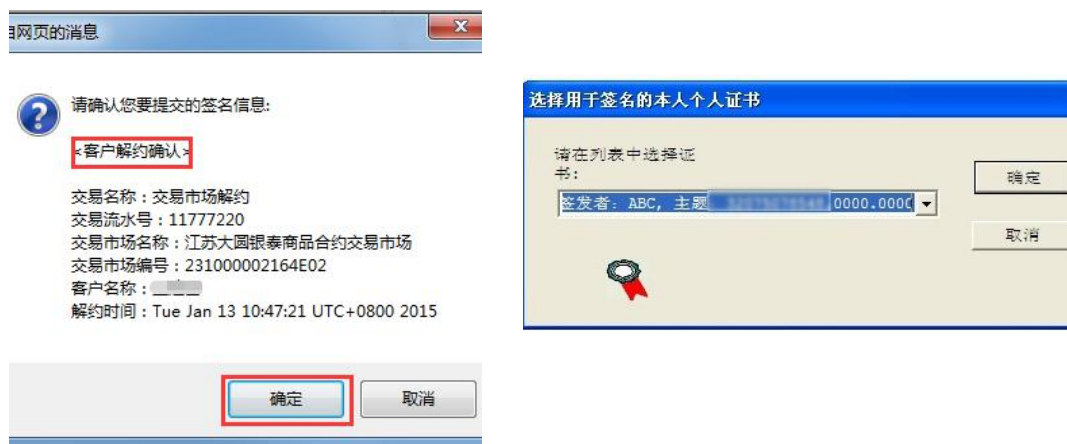 自网页的消息
请确认您要提交的签名信息:
<客户解约确认>
交易名称：交易市场解约
交易流水号：11777220
交易市场名称：江苏大圆银泰商品合约交易市场
交易市场编号：231000002164E02
客户名称：
解约时间：Tue Jan 13 10:47:21 UTC+0800 2015
确定
取消
选择用于签名的本人个人证书
请在列表中选择证
书:
签发者: ABC, 主题
0000.000
确定
取消